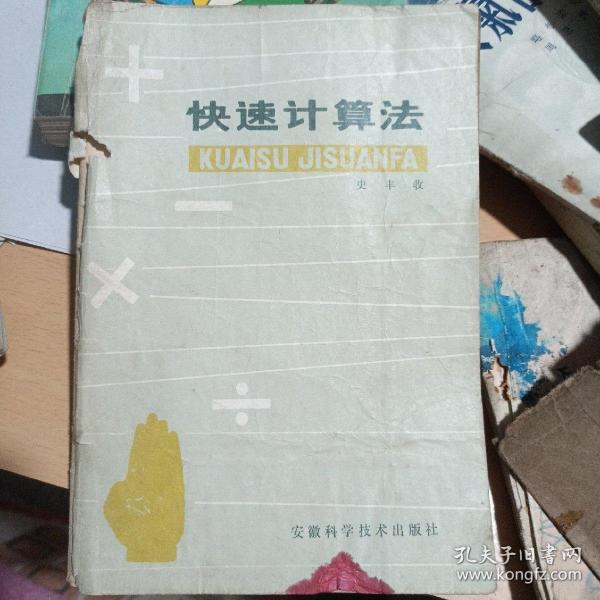 快速计算法
KUAISU JISUANFA
史丰收
安徽科学技术出版社
孔夫子旧书网
www.kongfz.com